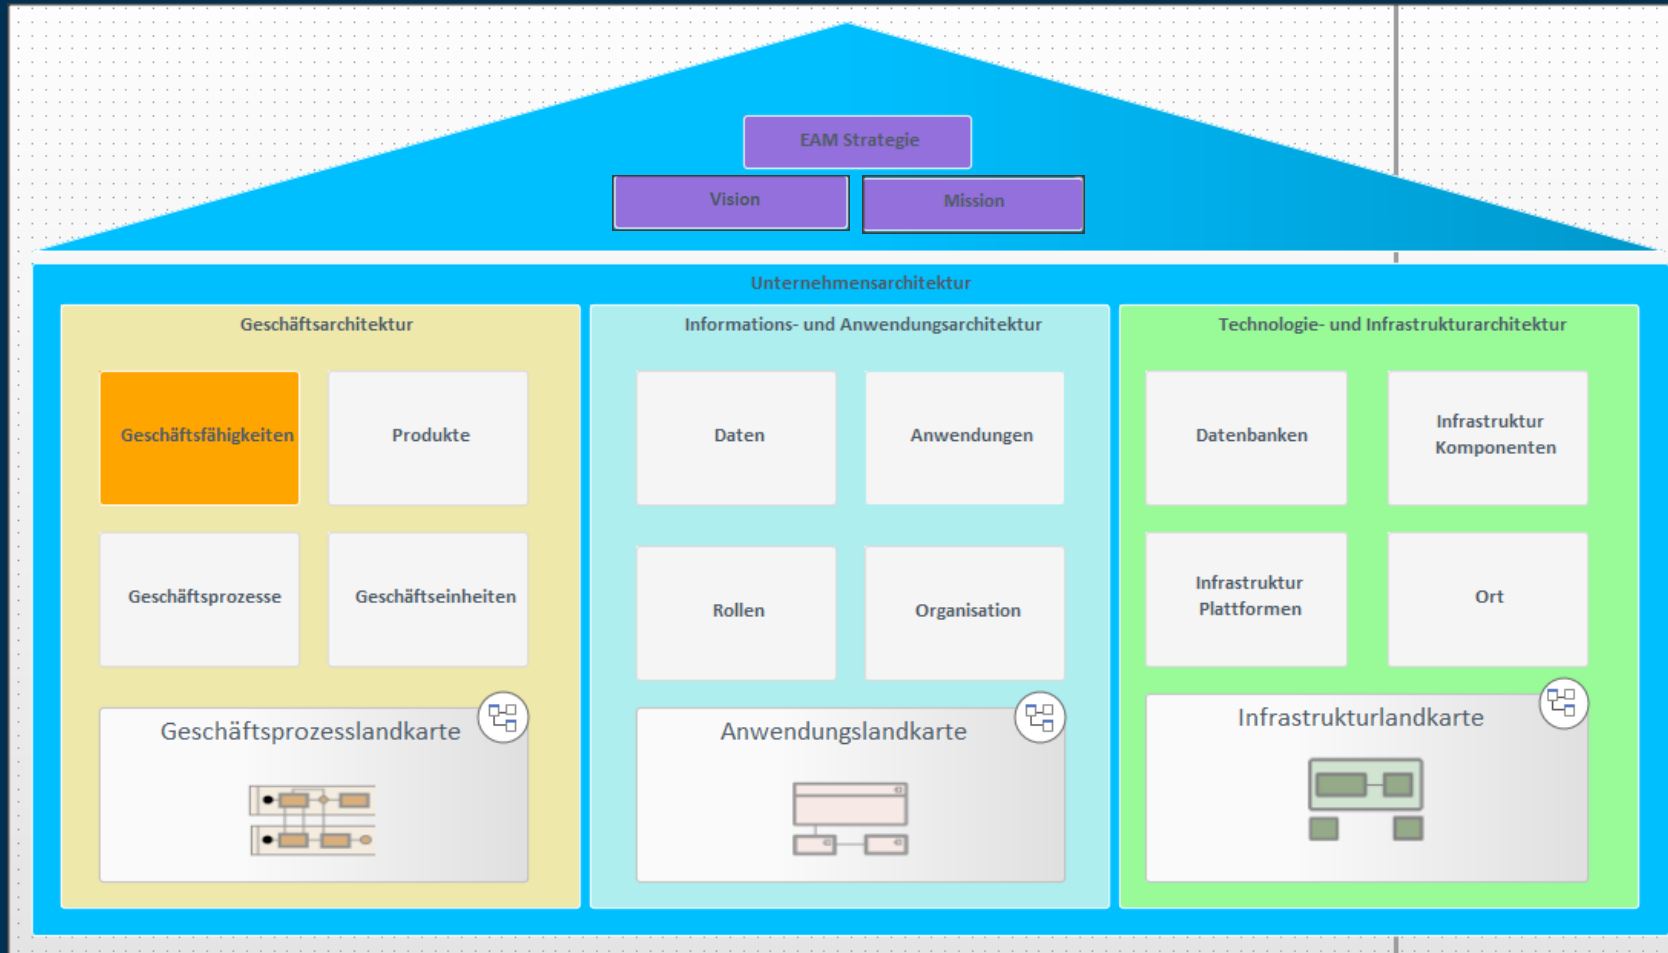 EAM Strategie
Vision
Mission
Unternehmensarchitektur
Geschäftsarchitektur
Geschäftsfähigkeiten
Produkte
Geschäftsprozesse
Geschäftseinheiten
Geschäftsprozesslandkarte
Informations- und Anwendungsarchitektur
Daten
Anwendungen
Rollen
Organisation
Anwendungslandkarte
Technologie- und Infrastrukturarchitektur
Datenbanken
Infrastruktur
Komponenten
Infrastruktur
Plattformen
Ort
Infrastrukturlandkarte